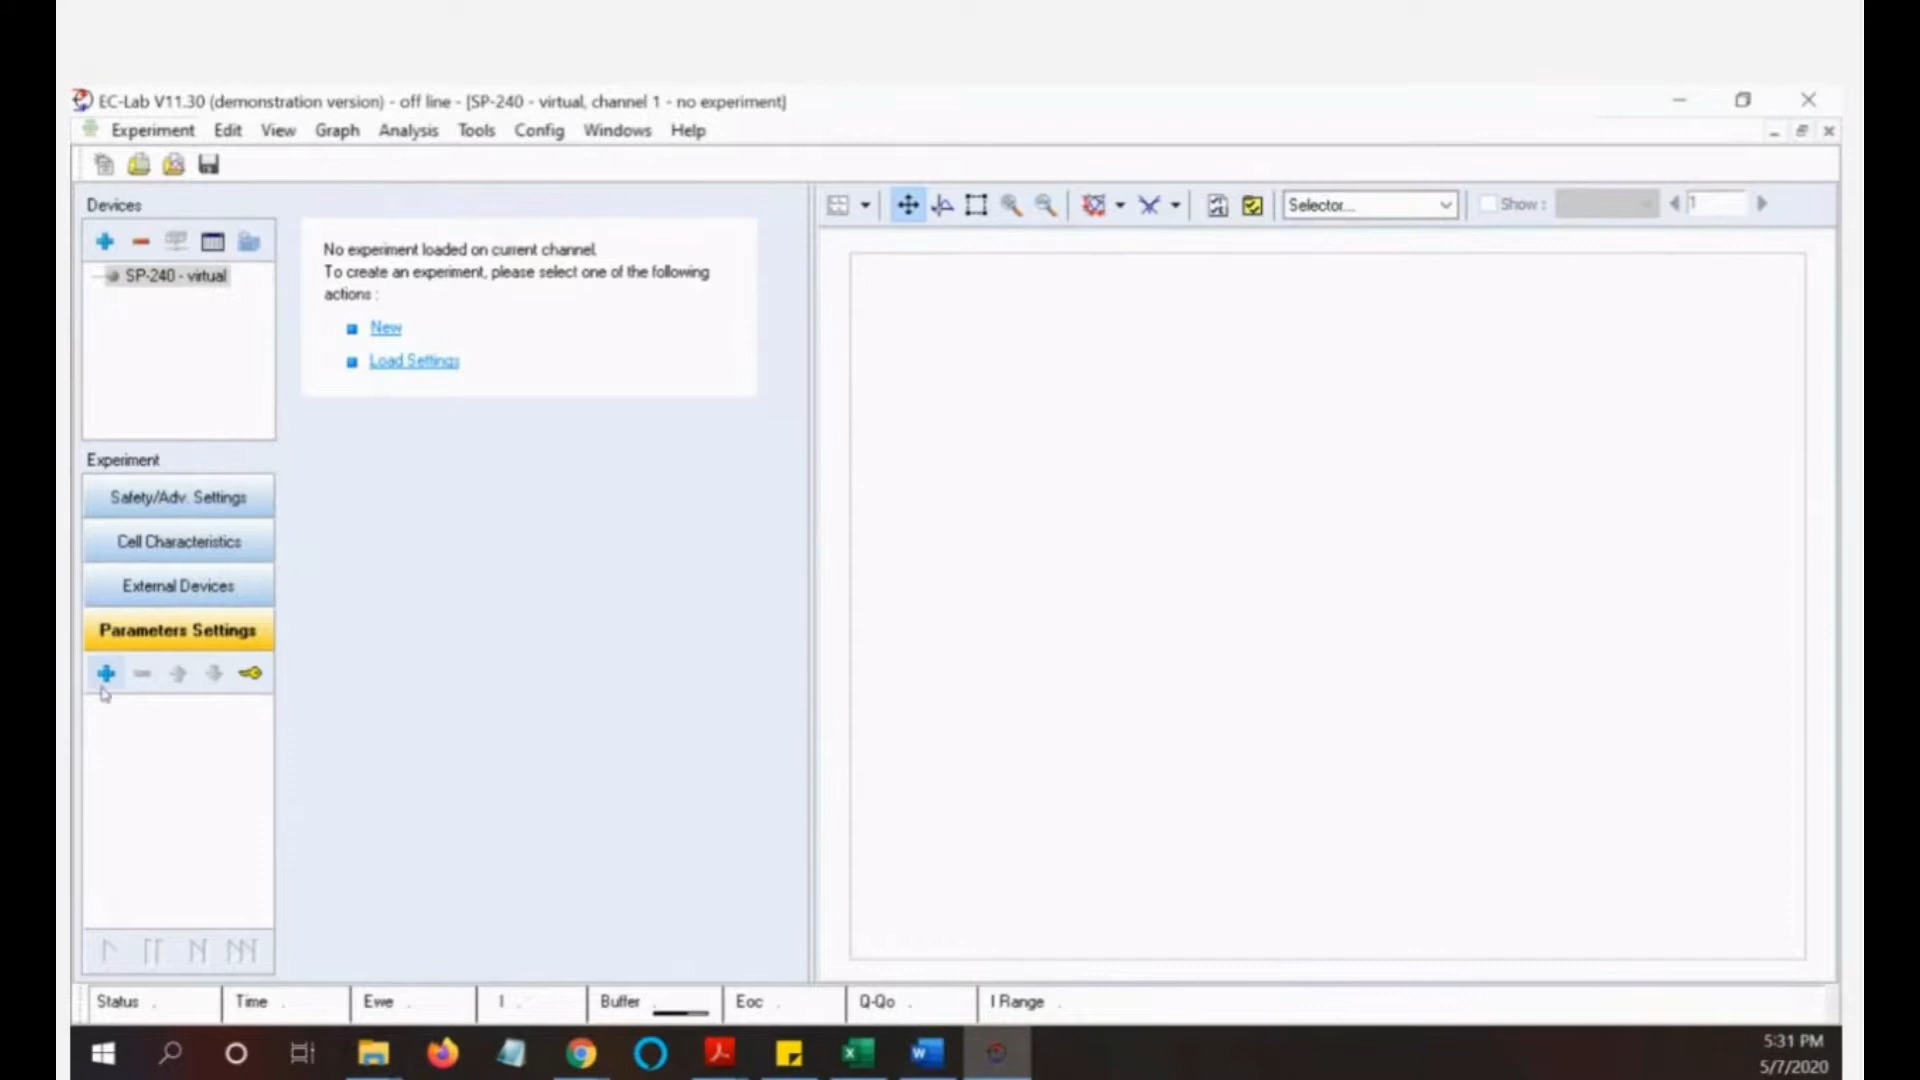 EC-Lab V11.30 (demonstration version) - off line - [SP-240 - virtual, channel 1 - no experiment]
Experiment Edit View Graph Analysis Tools Config Windows Help
Devices
SP-240 - virtual
No experiment loaded on current channel.
To create an experiment, please select one of the following
actions :
New
Load Settings
Selector...
Show :
1
Experiment
Safety/Adv. Settings
Cell Characteristics
External Devices
Parameters Settings
Status
Time
Ewe
I
Buffer
Eoc
Q-Qo
I Range
5:31 PM
5/7/2020